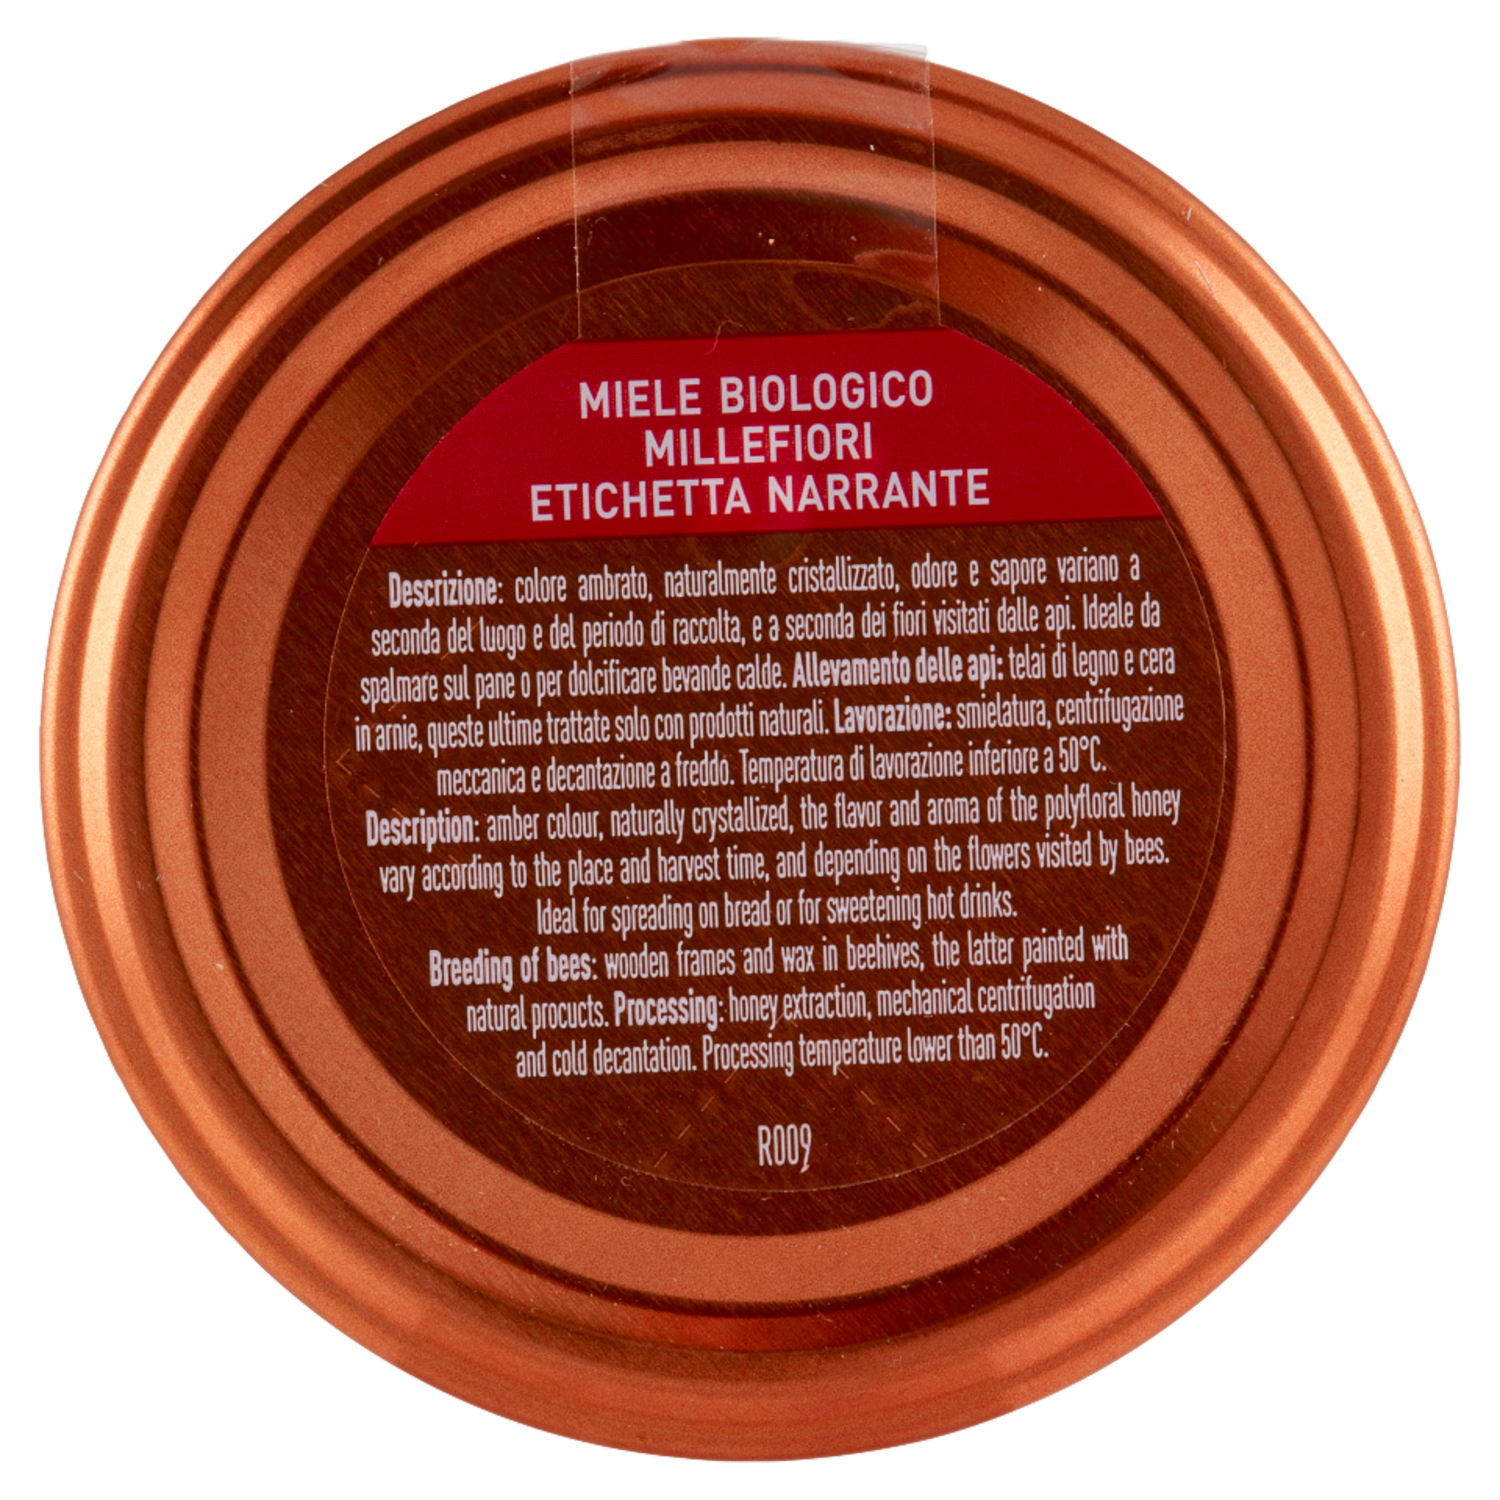 MIELE BIOLOGICO
MILLEFIORI
ETICHETTA NARRANTE
Descrizione: colore ambrato, naturalmente cristallizzato, odore e sapore variano a
seconda del luogo e del periodo di raccolta, e a seconda dei fiori visitati dalle api. Ideale da
spalmare sul pane o per dolcificare bevande calde. Allevamento delle api: telai di legno e cera
in arnie, queste ultime trattate solo con prodotti naturali. Lavorazione: smielatura, centrifugazione
meccanica e decantazione a freddo. Temperatura di lavorazione inferiore a 50°C.
Description: amber colour, naturally crystallized, the flavor and aroma of the polyfloral honey
vary according to the place and harvest time, and depending on the flowers visited by bees.
Ideal for spreading on bread or for sweetening hot drinks.
Breeding of bees: wooden frames and wax in beehives, the latter painted with
natural procucts. Processing: honey extraction, mechanical centrifugation
and cold decantation. Processing temperature lower than 50°C.
R009